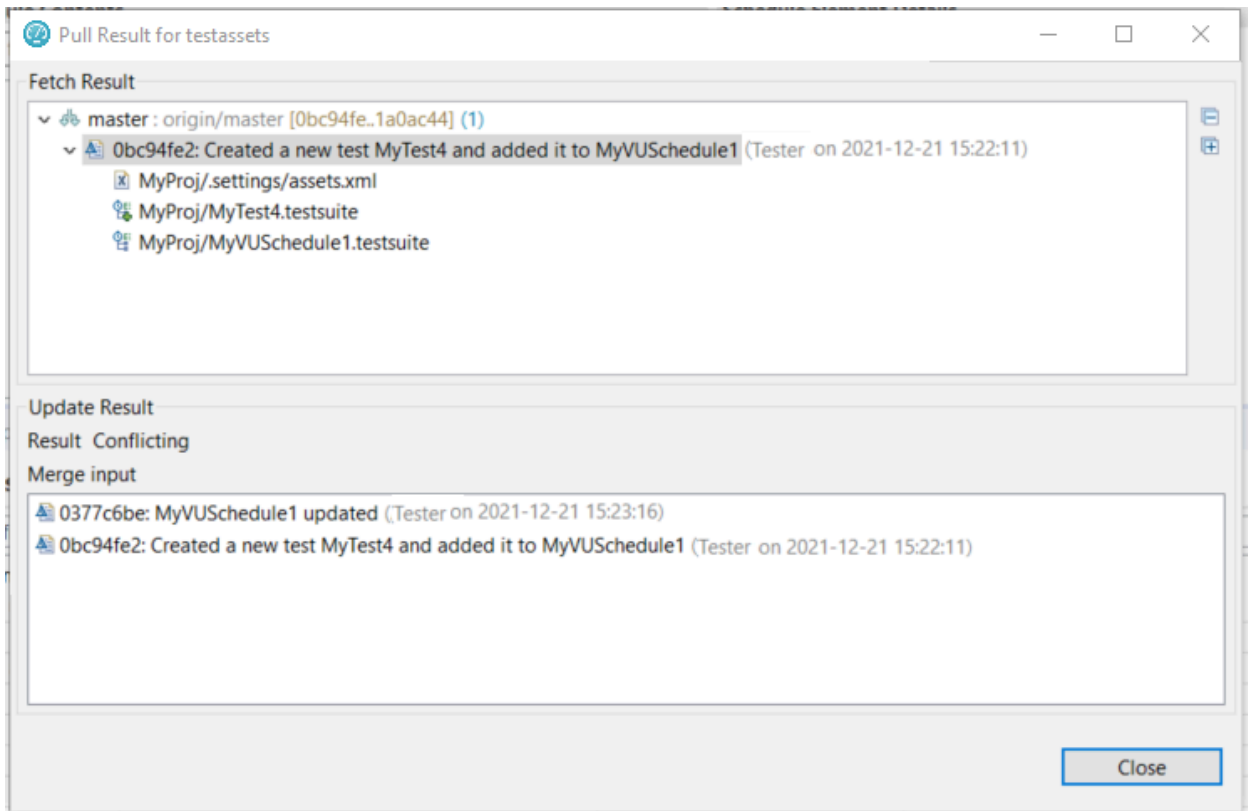 Pull Result for testassets
Fetch Result
master : origin/master [0bc94fe..1a0ac44] (1)
0bc94fe2: Created a new test MyTest4 and added it to MyVUSchedule1 (Tester on 2021-12-21 15:22:11)
MyProj/.settings/assets.xml
MyProj/MyTest4.testsuite
MyProj/MyVUSchedule1.testsuite
Update Result
Result Conflicting
Merge input
0377c6be: MyVUSchedule1 updated (Tester on 2021-12-21 15:23:16)
0bc94fe2: Created a new test MyTest4 and added it to MyVUSchedule1 (Tester on 2021-12-21 15:22:11)
Close